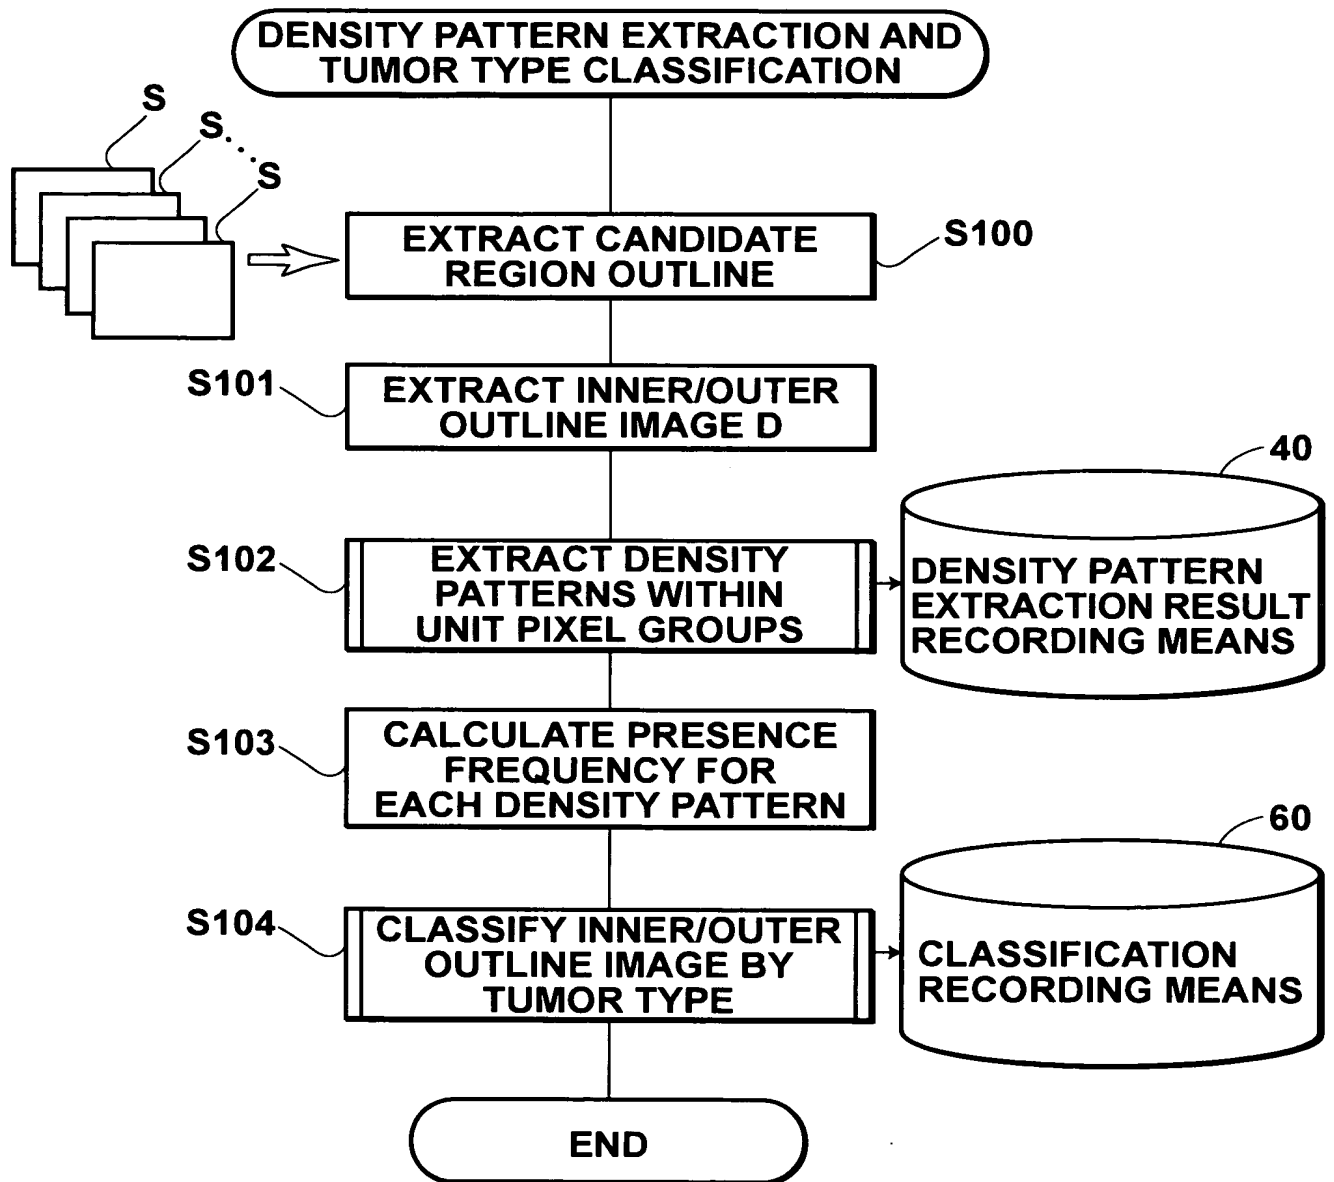 DENSITY PATTERN EXTRACTION AND
TUMOR TYPE CLASSIFICATION
S
S
S
EXTRACT CANDIDATE
REGION OUTLINE
S100
S101
EXTRACT INNER/OUTER
OUTLINE IMAGE D
40
S102
EXTRACT DENSITY
PATTERNS WITHIN
UNIT PIXEL GROUPS
DENSITY PATTERN
EXTRACTION RESULT
RECORDING MEANS
S103
CALCULATE PRESENCE
FREQUENCY FOR
EACH DENSITY PATTERN
60
S104
CLASSIFY INNER/OUTER
OUTLINE IMAGE BY
TUMOR TYPE
CLASSIFICATION
RECORDING MEANS
END